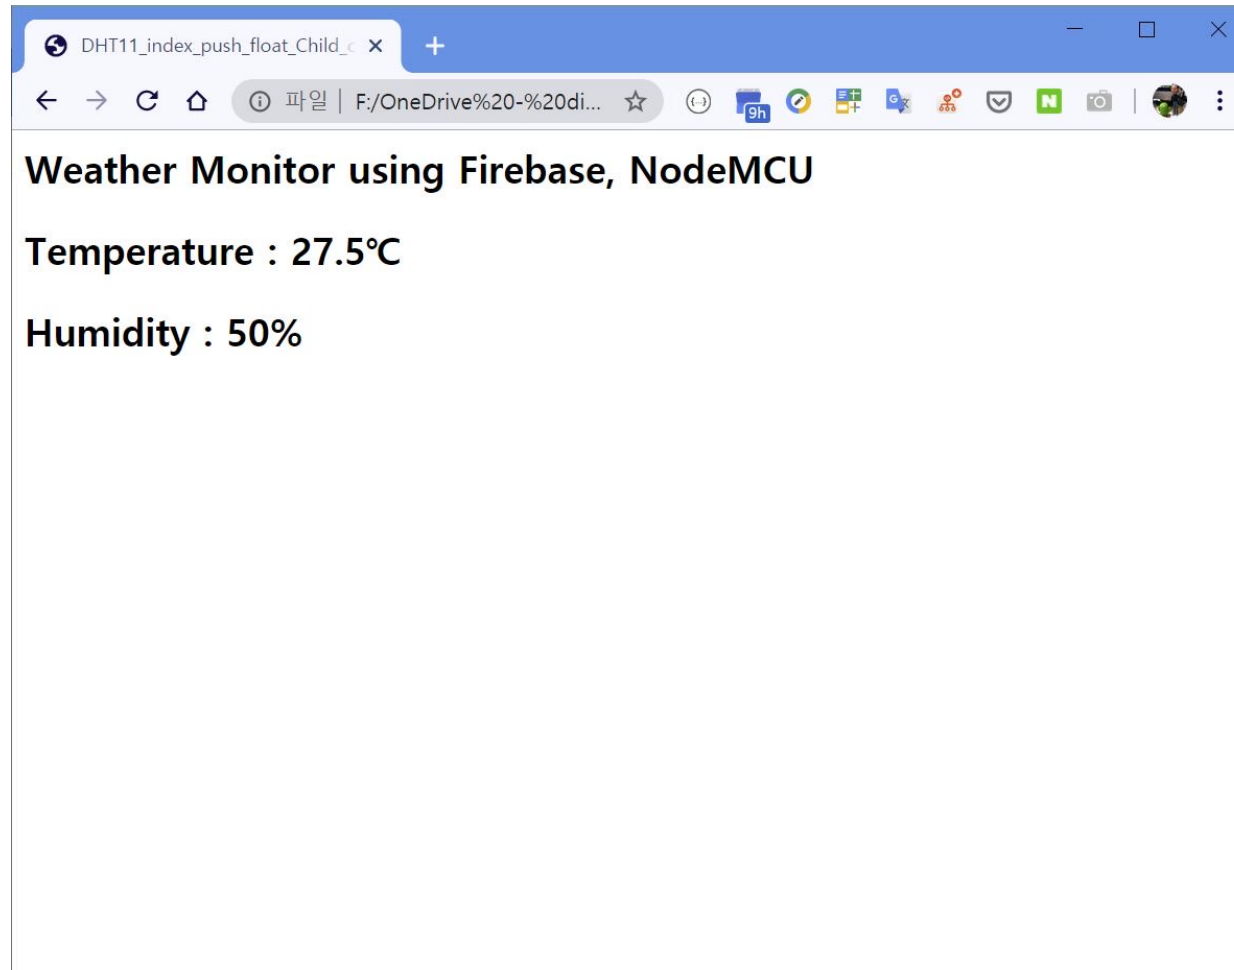 DHT11_index_push_float_Child_
파일 | F:/OneDrive%20-%20di...
9h
G
N
Weather Monitor using Firebase, NodeMCU
Temperature : 27.5℃
Humidity : 50%